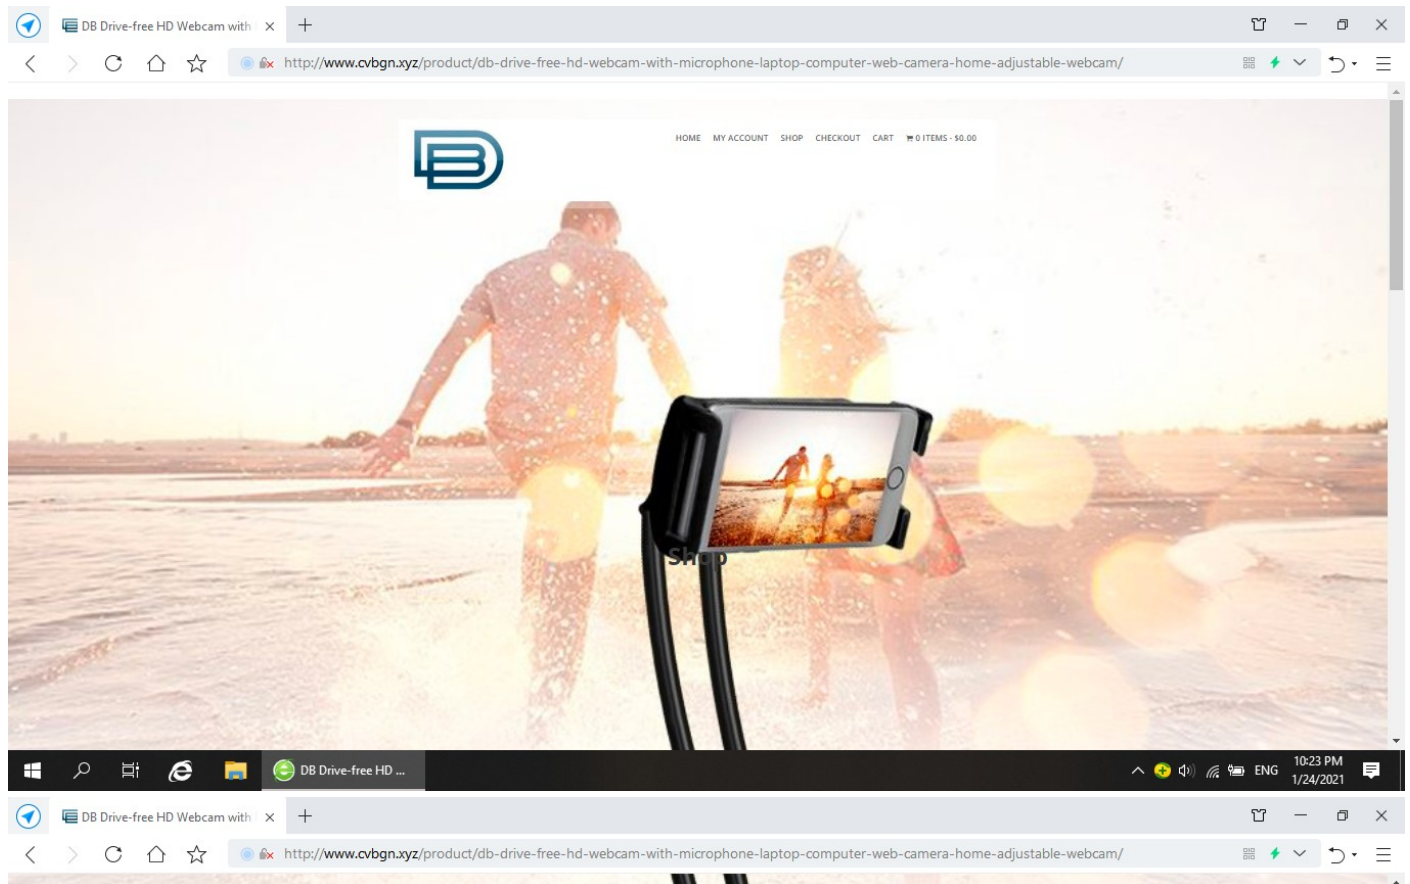 DB Drive-free HD Webcam with
http://www.cvbgn.xyz/product/db-drive-free-hd-webcam-with-microphone-laptop-computer-web-camera-home-adjustable-webcam/
DB
HOME MY ACCOUNT SHOP CHECKOUT CART 0 ITEMS - $0.00
Shop
DB Drive-free HD ...
ENG
10:23 PM
1/24/2021
DB Drive-free HD Webcam with
http://www.cvbgn.xyz/product/db-drive-free-hd-webcam-with-microphone-laptop-computer-web-camera-home-adjustable-webcam/